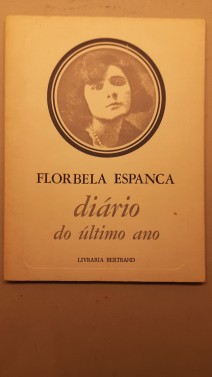 FLORBELA ESPANCA
diário
do último ano
LIVRARIA BERTRAND